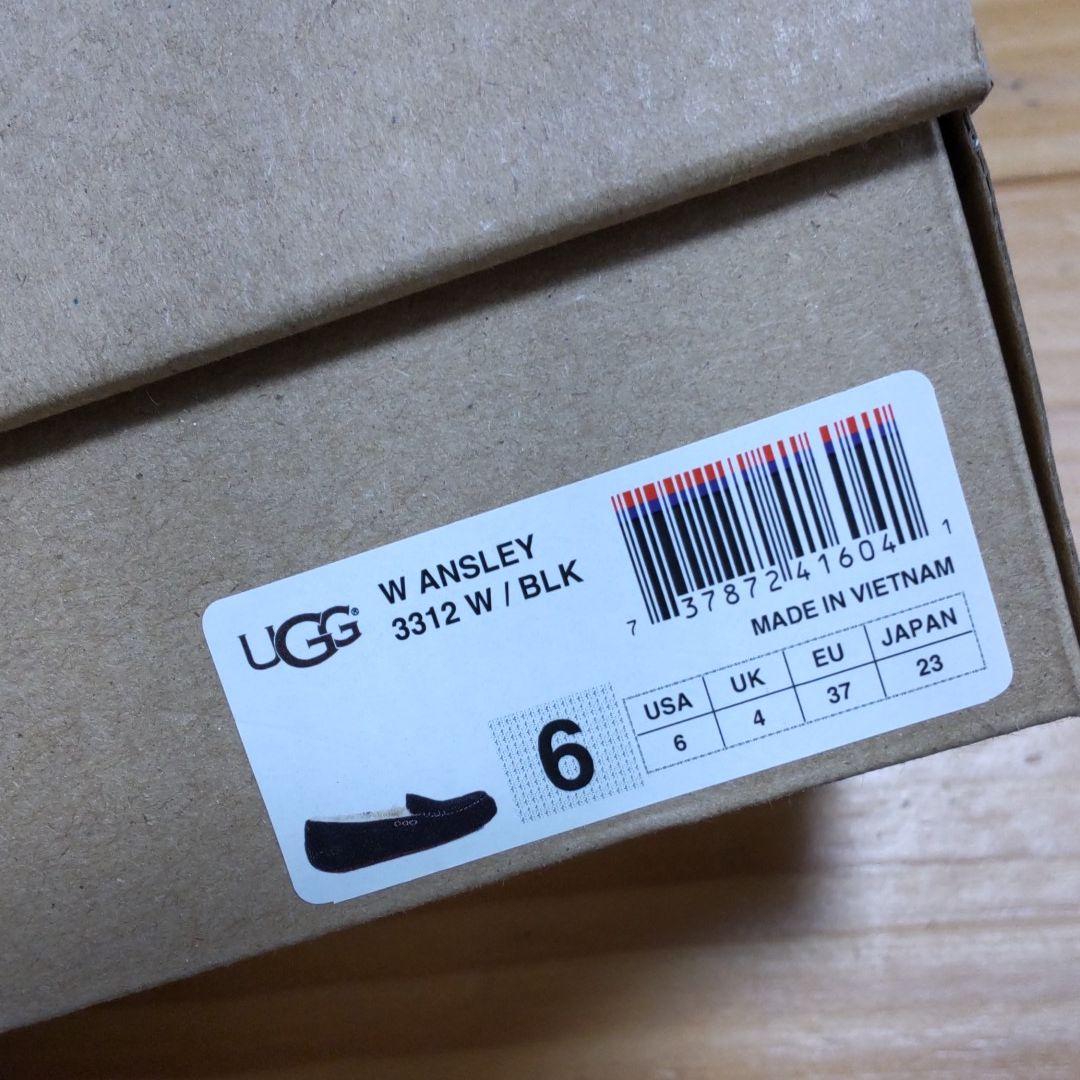 UGG®
W ANSLEY
3312 W / BLK
7 37872 41604 1
MADE IN VIETNAM
6
USA UK EU JAPAN
6 4 37 23